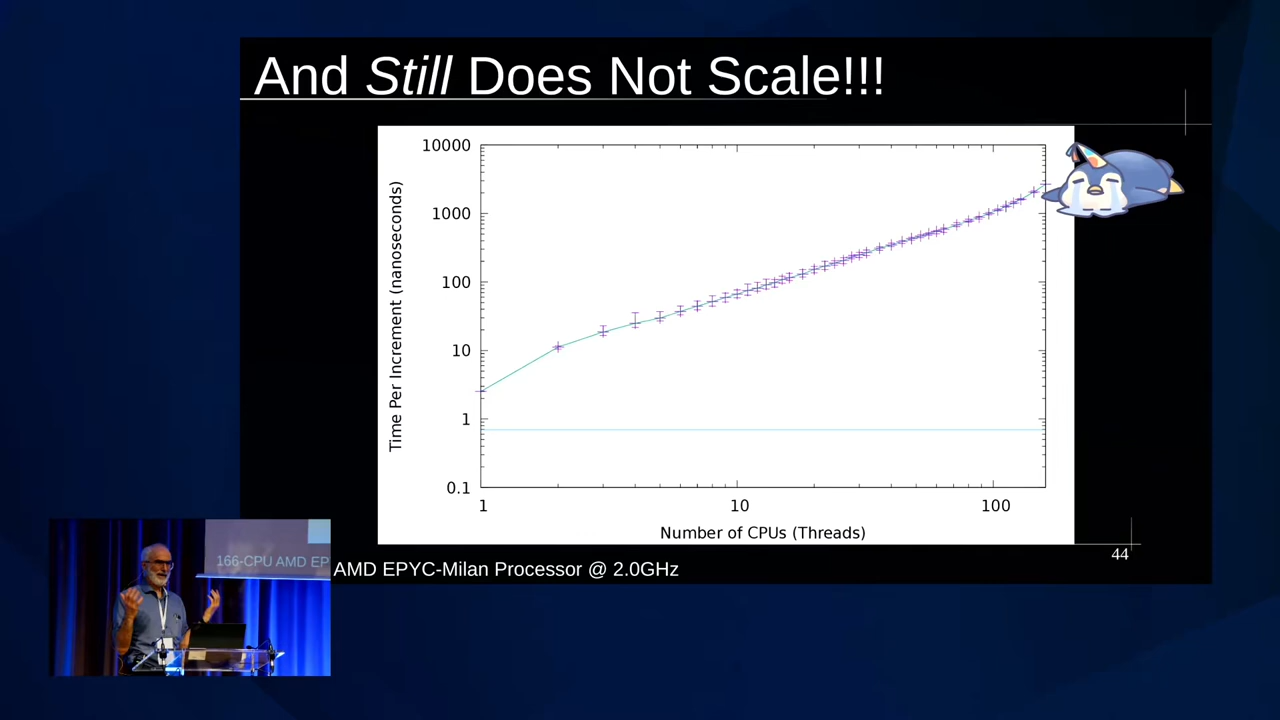 And Still Does Not Scale!!!
10000
1000
100
10
1
0.1
Time Per Increment (nanoseconds)
1
10
100
Number of CPUs (Threads)
44
166-CPU AMD EP
AMD EPYC-Milan Processor @ 2.0GHz